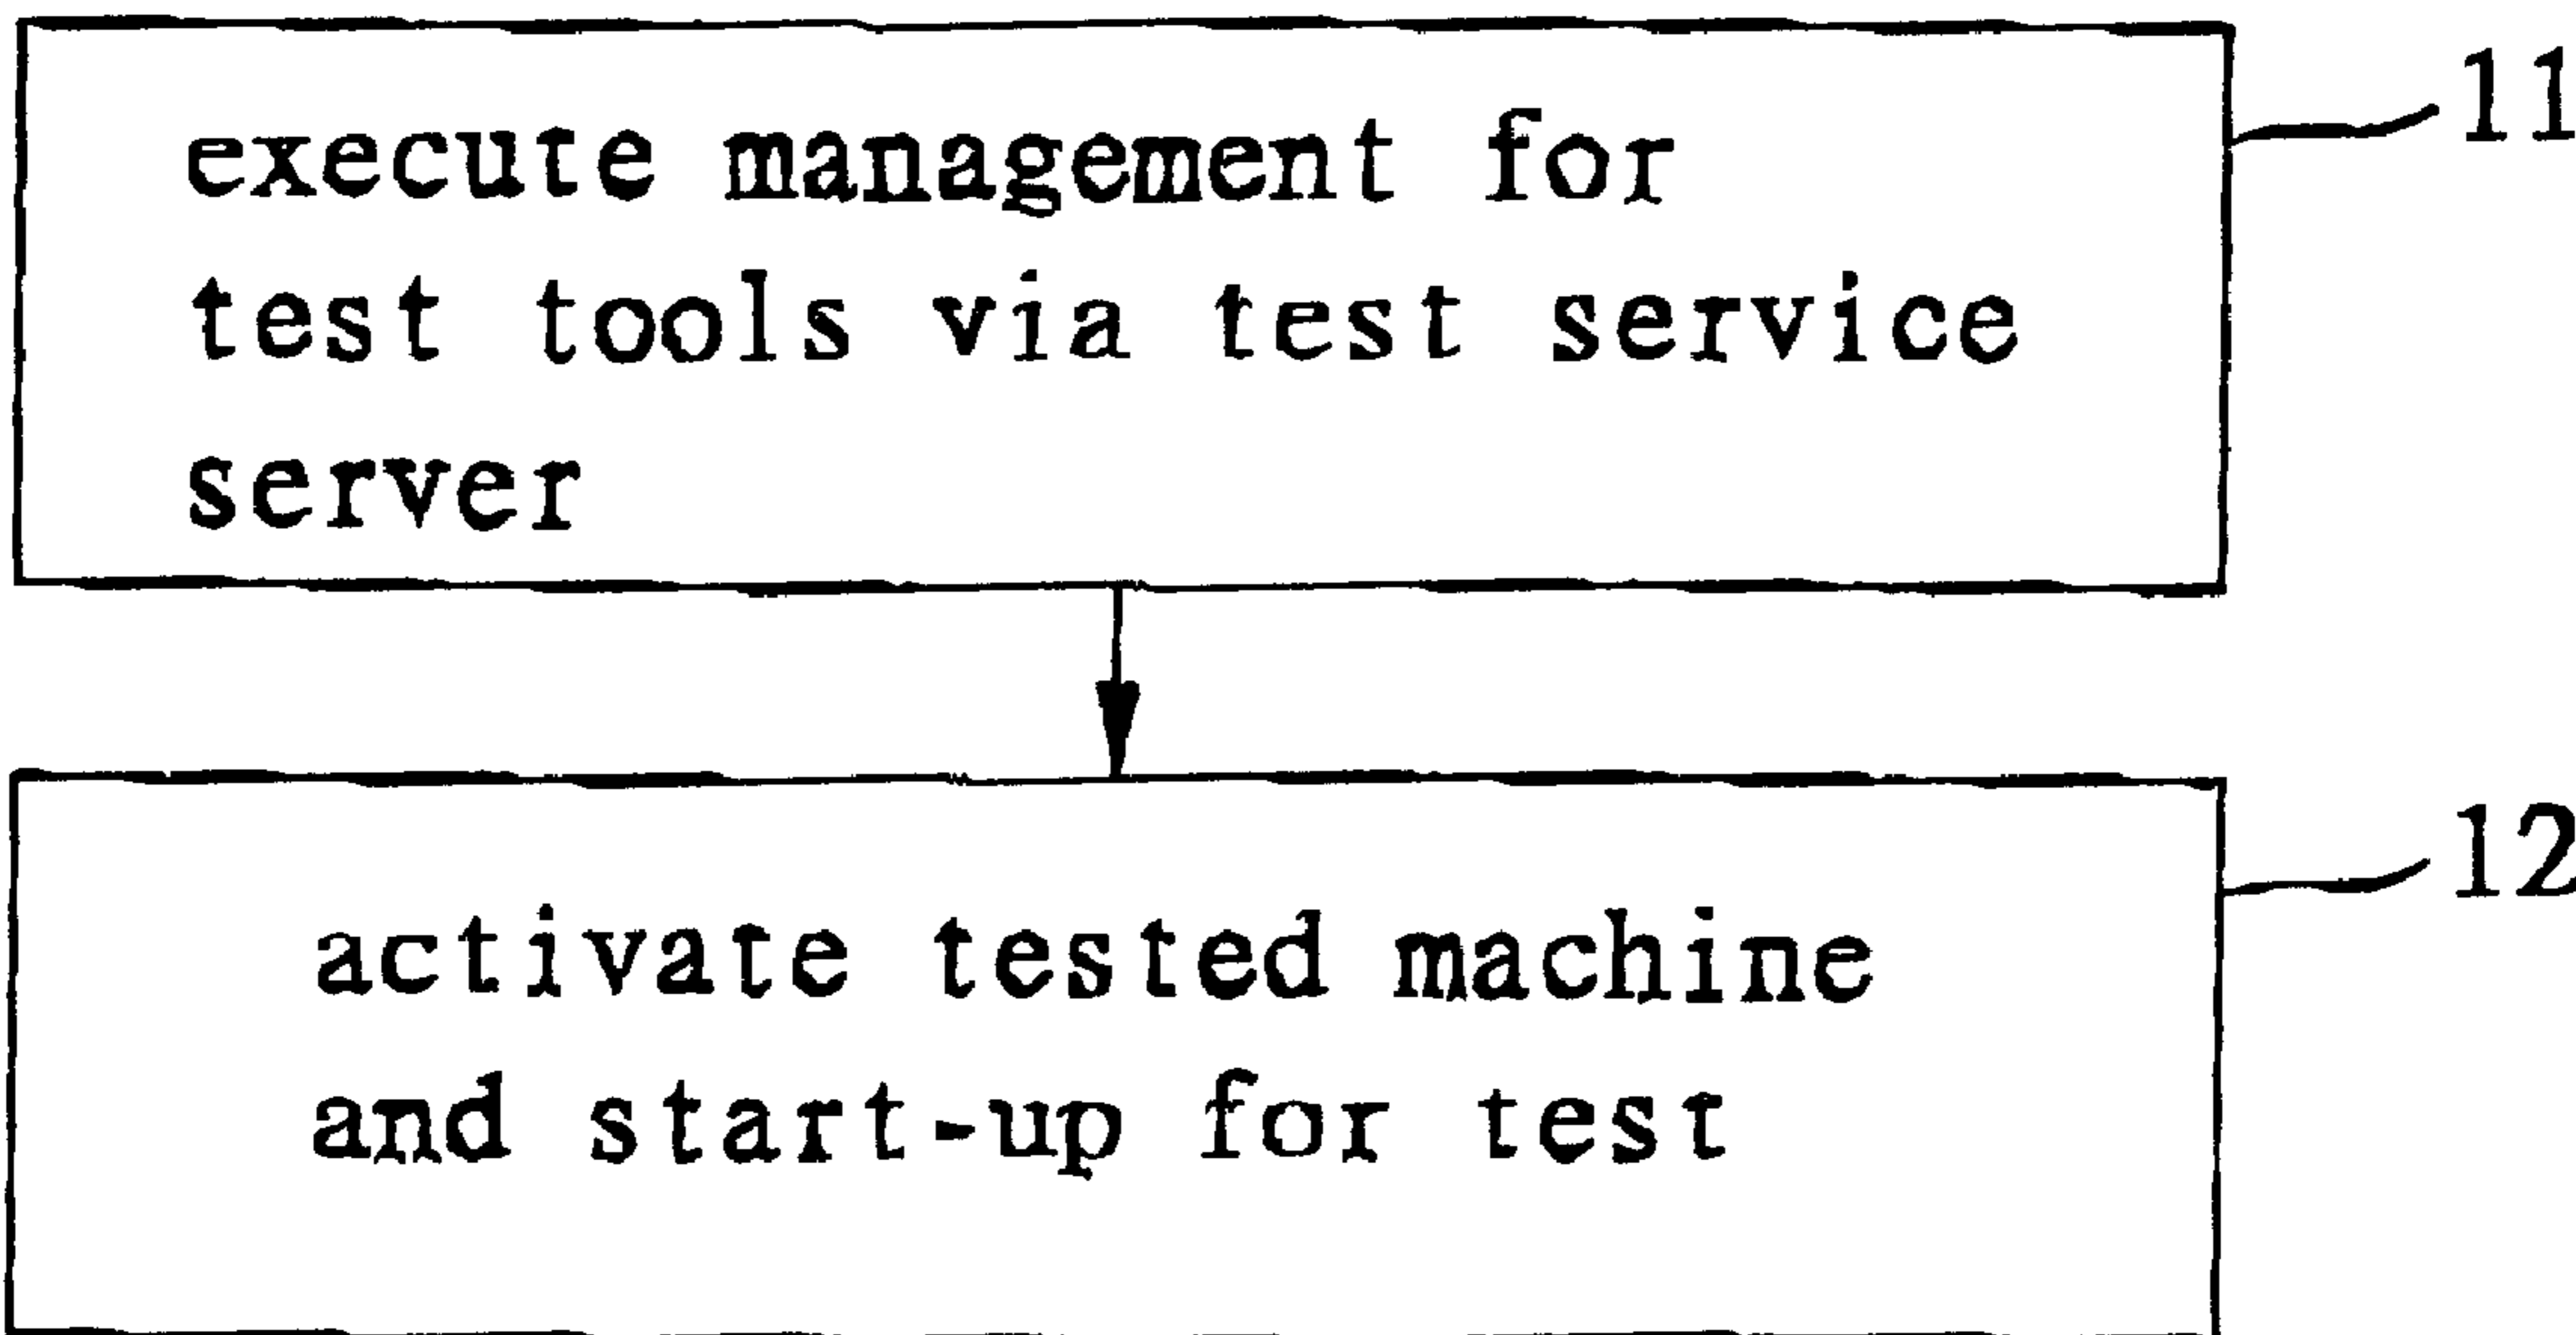 execute management for
11
test tools via test service
server
12
activate tested machine
and start-up for test